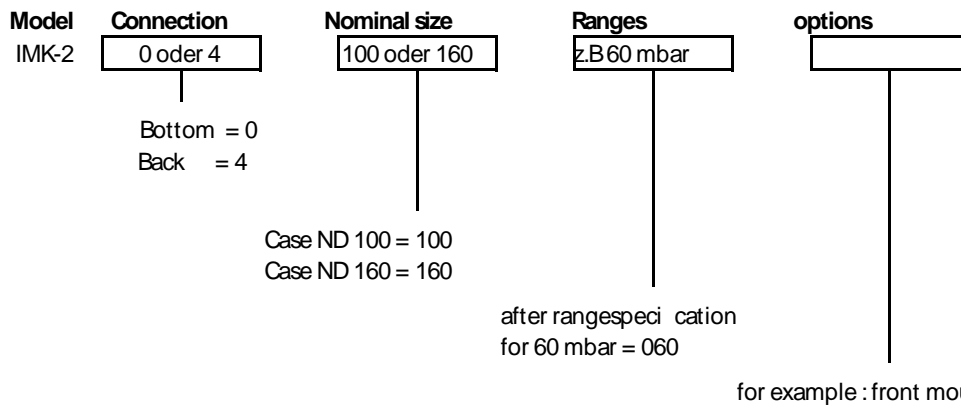 Model Connection Nominal size Ranges options
IMK-2 0 oder 4 100 oder 160 z.B 60 mbar
Bottom = 0
Back = 4
Case ND 100 = 100
Case ND 160 = 160
after rangespeci cation
for 60 mbar = 060
for example : front